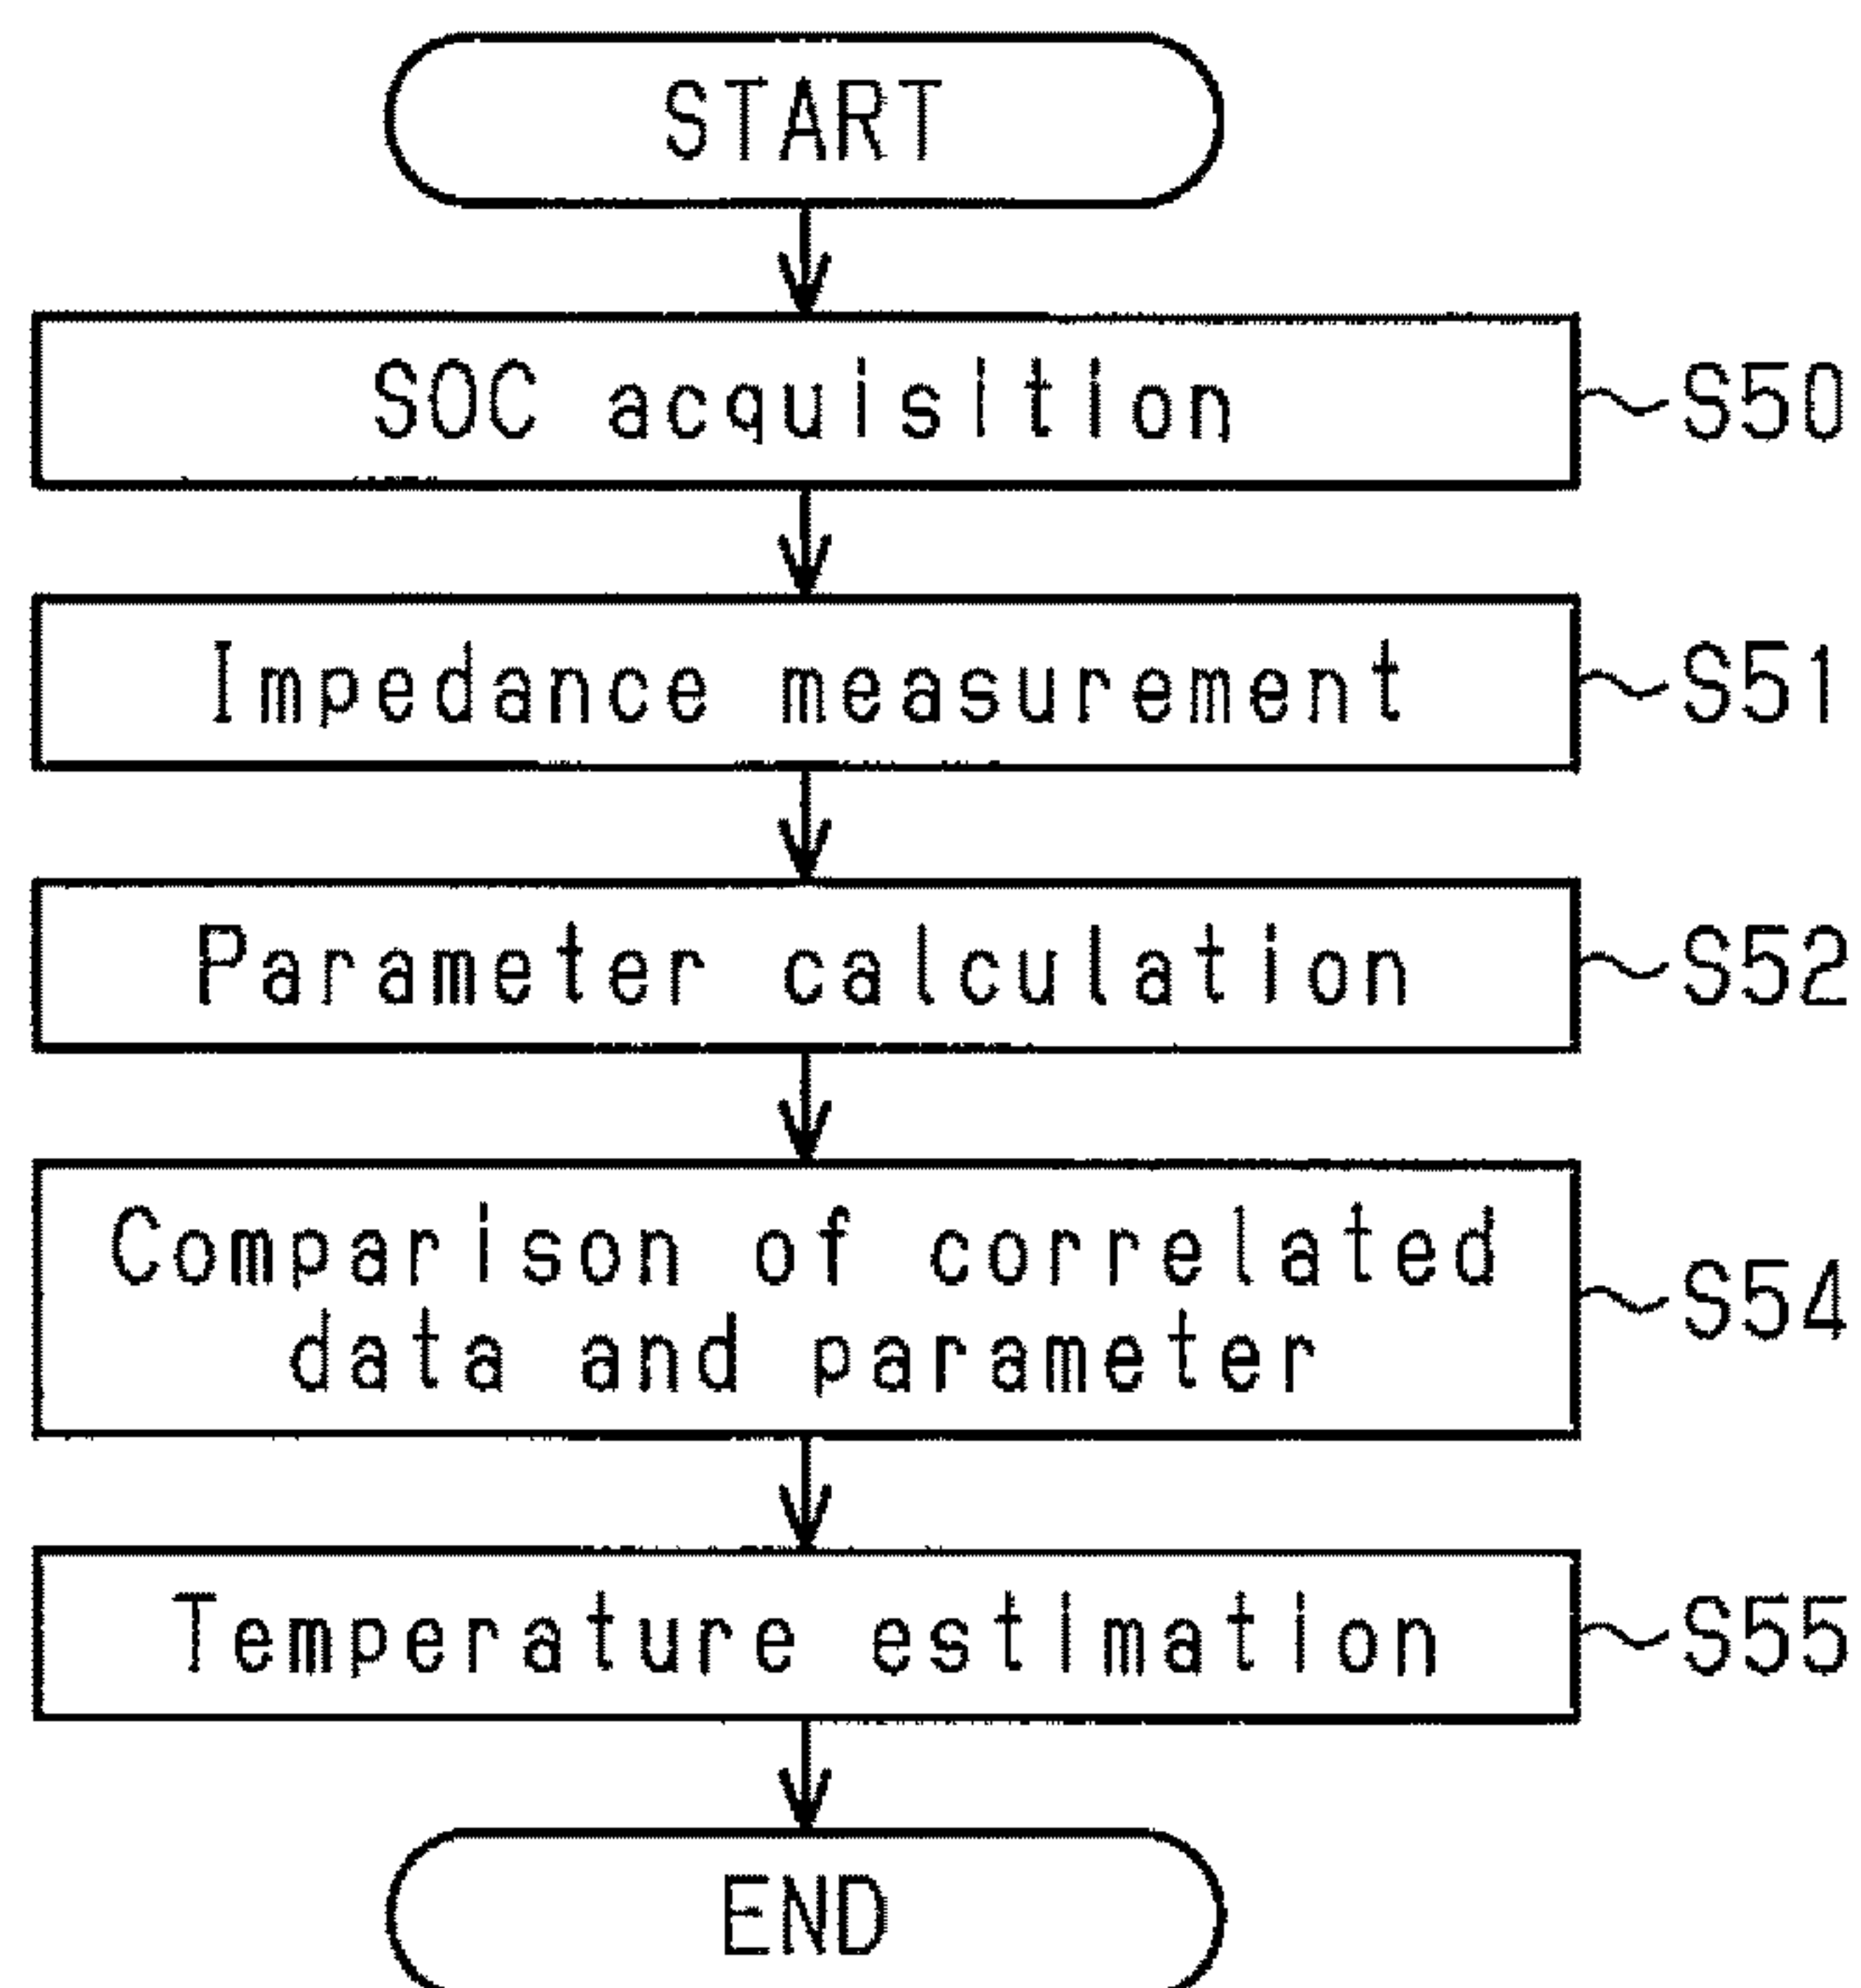 START
SOC acquisition
S50
Impedance measurement
S51
Parameter calculation
S52
Comparison of correlated
data and parameter
S54
Temperature estimation
S55
END